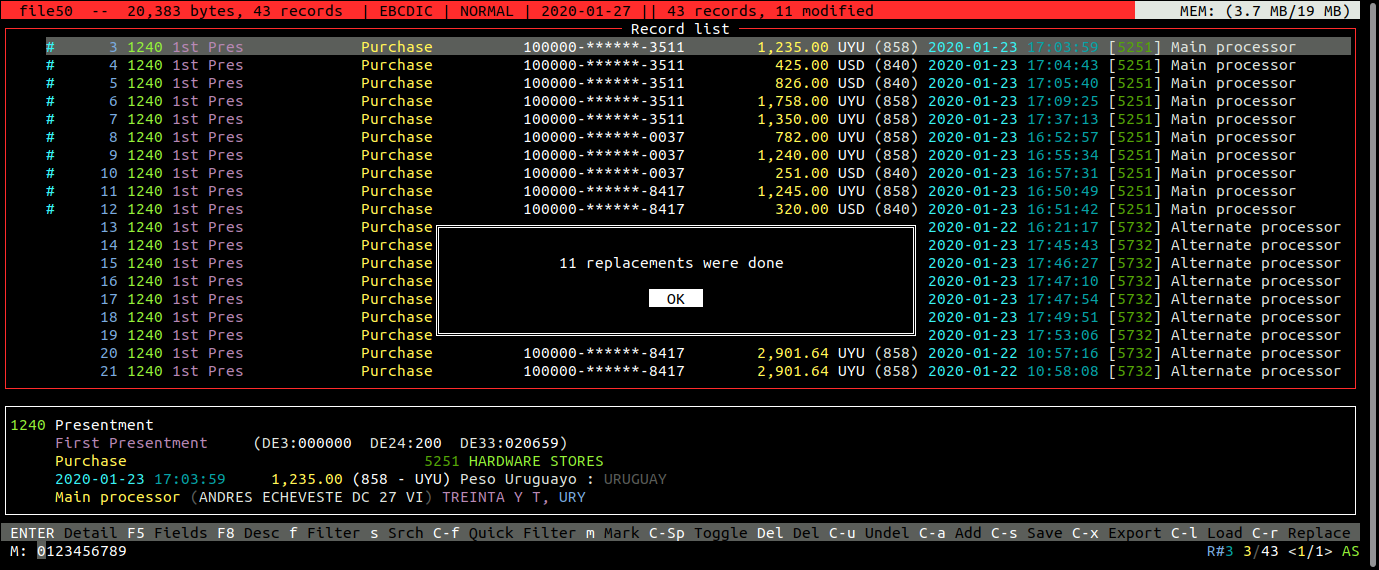 file50  --  20,383 bytes, 43 records  | EBCDIC | NORMAL | 2020-01-27 || 43 records, 11 modified    MEM: (3.7 MB/19 MB)
Record list
#  3 1240 1st Pres  Purchase  100000-******-3511  1,235.00 UYU (858) 2020-01-23 17:03:59 [5251] Main processor
#  4 1240 1st Pres  Purchase  100000-******-3511  425.00 USD (840) 2020-01-23 17:04:43 [5251] Main processor
#  5 1240 1st Pres  Purchase  100000-******-3511  826.00 USD (840) 2020-01-23 17:05:40 [5251] Main processor
#  6 1240 1st Pres  Purchase  100000-******-3511  1,758.00 UYU (858) 2020-01-23 17:09:25 [5251] Main processor
#  7 1240 1st Pres  Purchase  100000-******-3511  1,350.00 UYU (858) 2020-01-23 17:37:13 [5251] Main processor
#  8 1240 1st Pres  Purchase  100000-******-0037  782.00 UYU (858) 2020-01-23 16:52:57 [5251] Main processor
#  9 1240 1st Pres  Purchase  100000-******-0037  1,240.00 UYU (858) 2020-01-23 16:55:34 [5251] Main processor
#  10 1240 1st Pres  Purchase  100000-******-0037  251.00 USD (840) 2020-01-23 16:57:31 [5251] Main processor
#  11 1240 1st Pres  Purchase  100000-******-8417  1,245.00 UYU (858) 2020-01-23 16:50:49 [5251] Main processor
#  12 1240 1st Pres  Purchase  100000-******-8417  320.00 USD (840) 2020-01-23 16:51:42 [5251] Main processor
13 1240 1st Pres  Purchase  2020-01-22 16:21:17 [5732] Alternate processor
14 1240 1st Pres  Purchase  2020-01-23 17:45:43 [5732] Alternate processor
15 1240 1st Pres  Purchase  2020-01-23 17:46:27 [5732] Alternate processor
16 1240 1st Pres  Purchase  2020-01-23 17:47:10 [5732] Alternate processor
17 1240 1st Pres  Purchase  2020-01-23 17:47:54 [5732] Alternate processor
18 1240 1st Pres  Purchase  2020-01-23 17:49:51 [5732] Alternate processor
19 1240 1st Pres  Purchase  2020-01-23 17:53:06 [5732] Alternate processor
20 1240 1st Pres  Purchase  100000-******-8417  2,901.64 UYU (858) 2020-01-22 10:57:16 [5732] Alternate processor
21 1240 1st Pres  Purchase  100000-******-8417  2,901.64 UYU (858) 2020-01-22 10:58:08 [5732] Alternate processor
11 replacements were done
OK
1240 Presentment
First Presentment     (DE3:000000  DE24:200  DE33:020659)
Purchase  5251 HARDWARE STORES
2020-01-23 17:03:59     1,235.00 (858 - UYU) Peso Uruguayo : URUGUAY
Main processor (ANDRES ECHEVESTE DC 27 VI) TREINTA Y T, URY
ENTER Detail F5 Fields F8 Desc f Filter s Srch C-f Quick Filter m Mark C-Sp Toggle Del Del C-u Undel C-a Add C-s Save C-x Export C-l Load C-r Replace
M: 0123456789    R#3 3/43 <1/1> AS